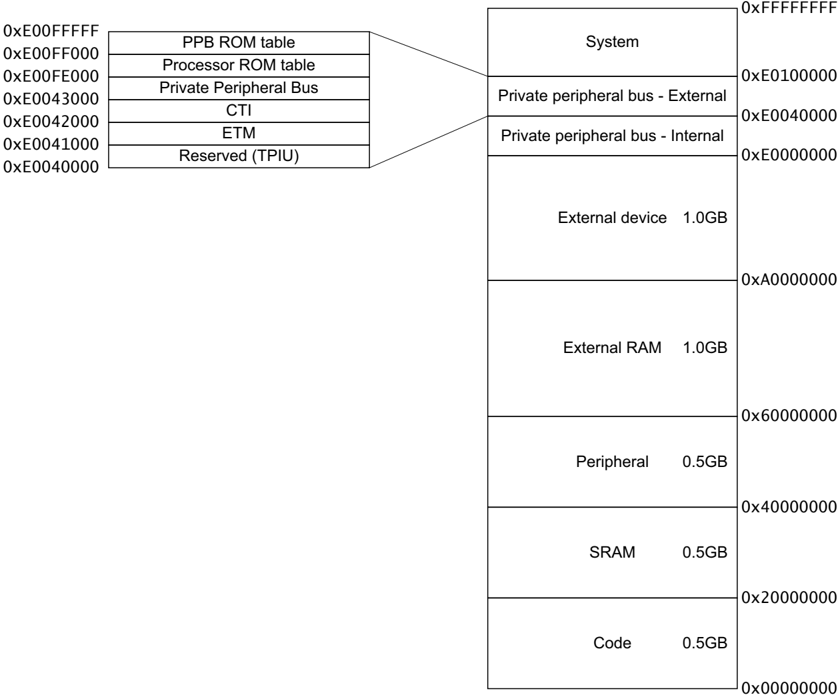 0xE00FFFFF
PPB ROM table
0xE00FF000
Processor ROM table
0xE00FE000
Private Peripheral Bus
0xE0043000
CTI
0xE0042000
ETM
0xE0041000
Reserved (TPIU)
0xE0040000
0xFFFFFFFF
System
0xE0100000
Private peripheral bus - External
0xE0040000
Private peripheral bus - Internal
0xE0000000
External device 1.0GB
0xA0000000
External RAM 1.0GB
0x60000000
Peripheral 0.5GB
0x40000000
SRAM 0.5GB
0x20000000
Code 0.5GB
0x00000000